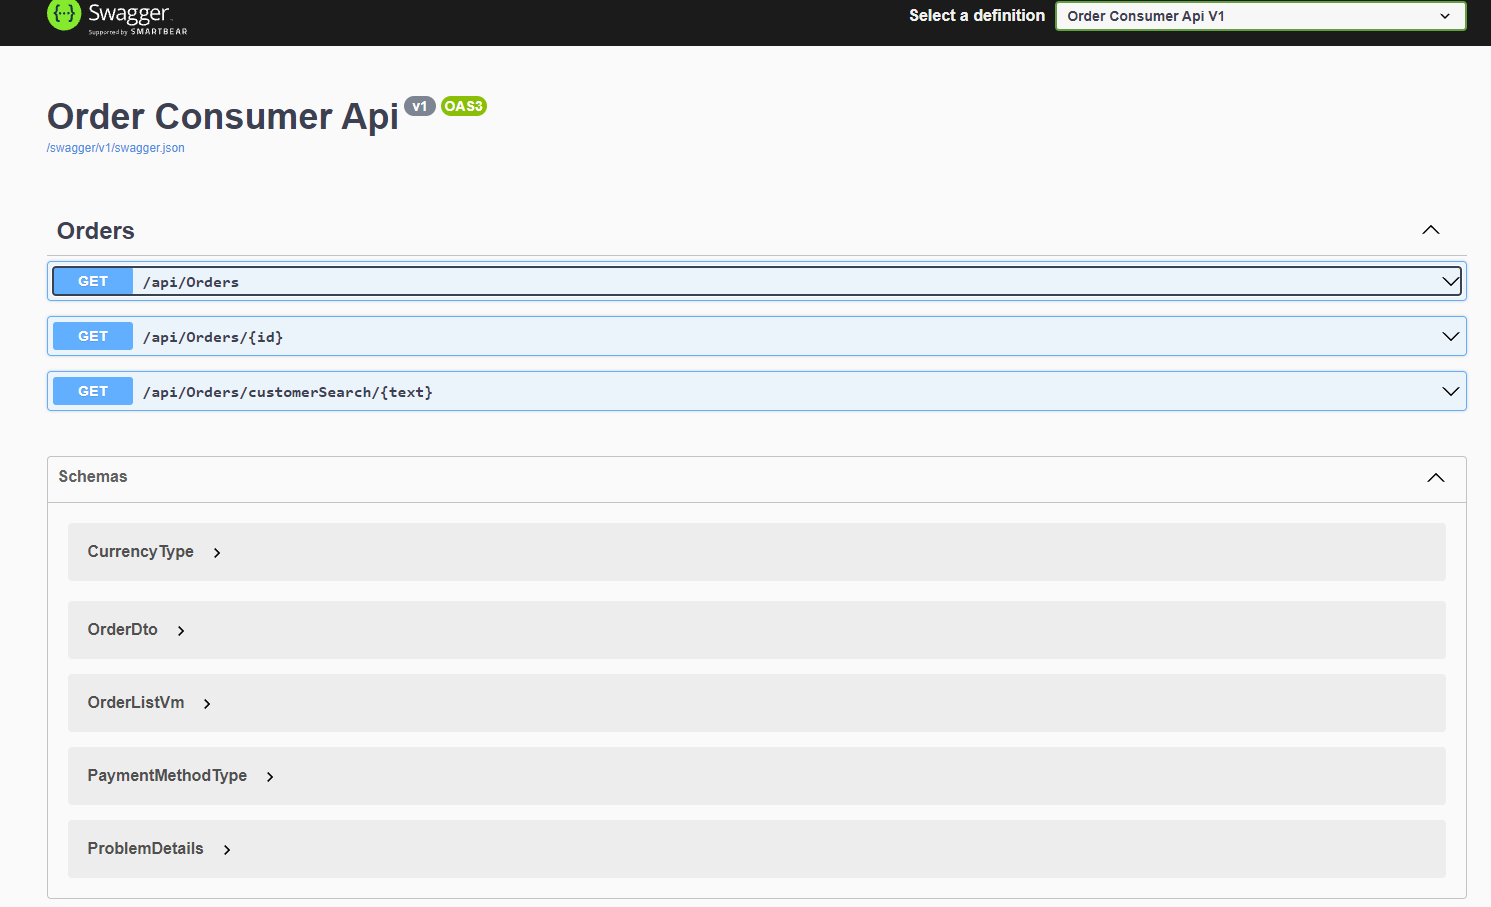 Swagger
Supported by SMARTBEAR
Select a definition
Order Consumer Api V1
Order Consumer Api v1 OAS3
/swagger/v1/swagger.json
Orders
GET /api/Orders
GET /api/Orders/{id}
GET /api/Orders/customerSearch/{text}
Schemas
CurrencyType
OrderDto
OrderListVm
PaymentMethodType
ProblemDetails